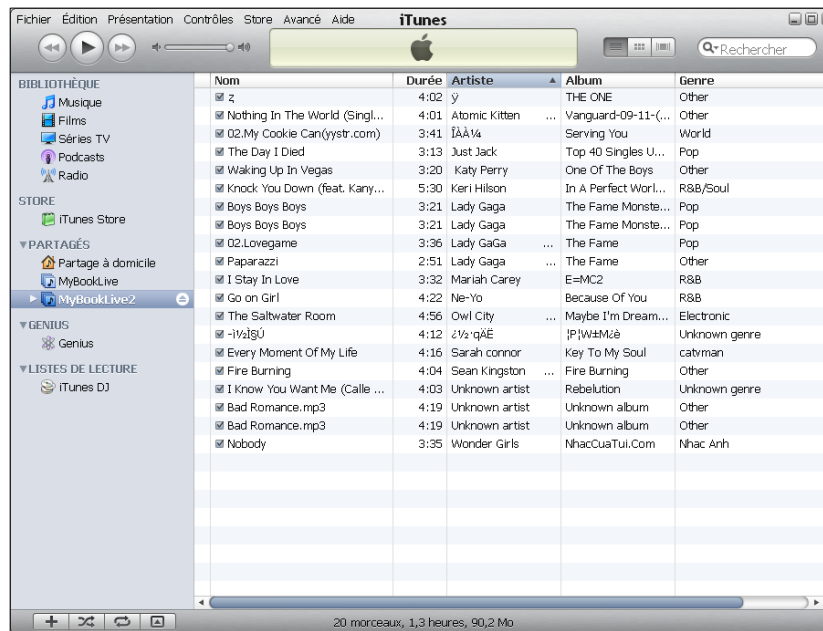 Fichier Édition Présentation Contrôles Store Avancé Aide
iTunes
Rechercher
BIBLIOTHÈQUE
Musique
Films
Séries TV
Podcasts
Radio
STORE
iTunes Store
PARTAGÉS
Partage à domicile
MyBookLive
MyBookLive2
GENIUS
Genius
LISTES DE LECTURE
iTunes DJ
Nom Durée Artiste Album Genre
ȥ 4:02 ÿ THE ONE Other
Nothing In The World (Singl... 4:01 Atomic Kitten ... Vanguard-09-11-(... Other
02.My Cookie Can(yystr.com) 3:41 ÎÀÀ¼ Serving You World
The Day I Died 3:13 Just Jack Top 40 Singles U... Pop
Waking Up In Vegas 3:20 Katy Perry One Of The Boys Other
Knock You Down (feat. Kany... 5:30 Keri Hilson In A Perfect Worl... R&B/Soul
Boys Boys Boys 3:21 Lady Gaga The Fame Monste... Pop
Boys Boys Boys 3:21 Lady Gaga The Fame Monste... Pop
02.Lovegame 3:36 Lady GaGa ... The Fame Pop
Paparazzi 2:51 Lady Gaga ... The Fame Other
I Stay In Love 3:32 Mariah Carey E=MC2 R&B
Go on Girl 4:22 Ne-Yo Because Of You R&B
The Saltwater Room 4:56 Owl City ... Maybe I'm Dream... Electronic
-ì½Ì§Ú 4:12 ¿½·qÄË ¦P¦W±M¿è Unknown genre
Every Moment Of My Life 4:16 Sarah connor Key To My Soul catvman
Fire Burning 4:04 Sean Kingston ... Fire Burning Other
I Know You Want Me (Calle ... 4:03 Unknown artist Rebelution Unknown genre
Bad Romance.mp3 4:19 Unknown artist Unknown album Other
Bad Romance.mp3 4:19 Unknown artist Unknown album Other
Nobody 3:35 Wonder Girls NhacCuaTui.Com Nhac Anh
20 morceaux, 1,3 heures, 90,2 Mo